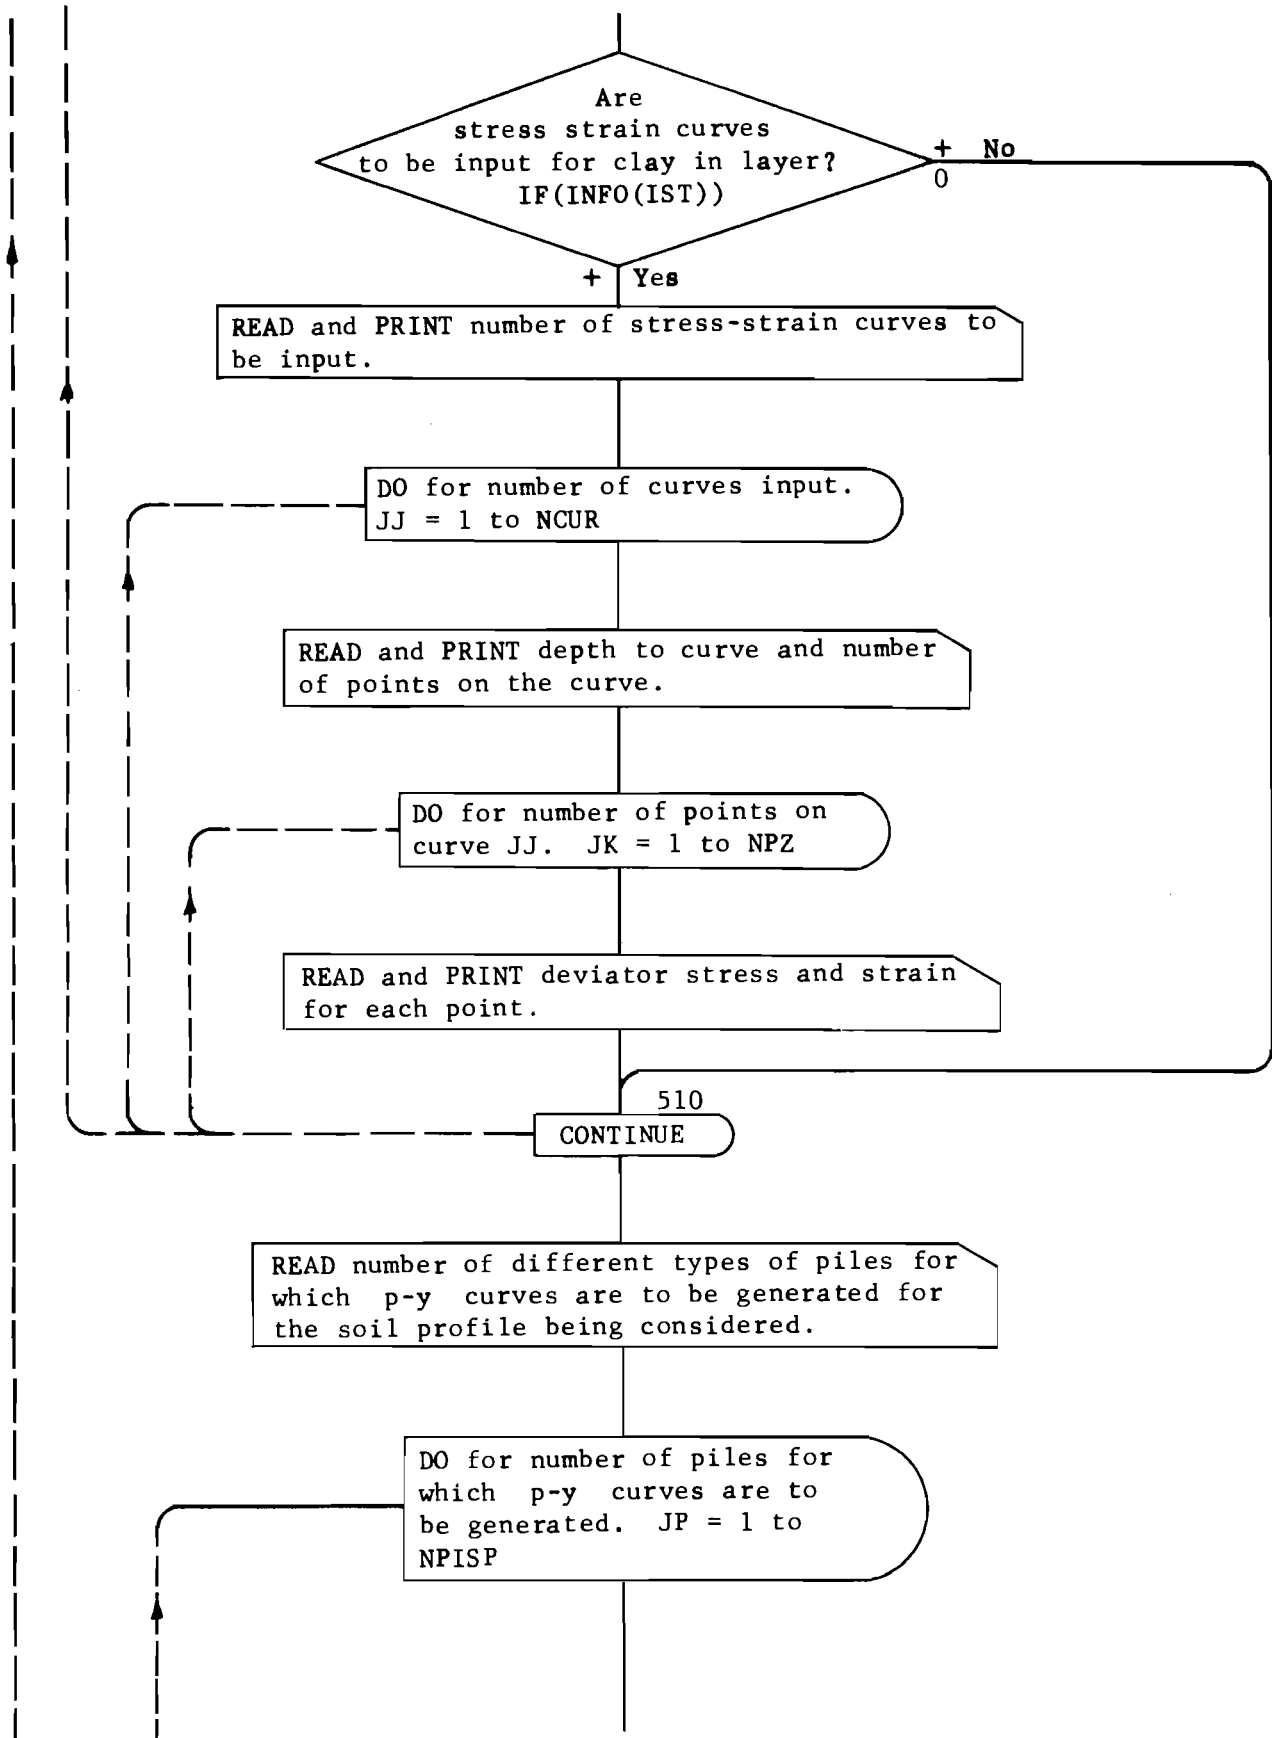 Are
stress strain curves
to be input for clay in layer?
IF(INFO(IST))
+ No
0
+ Yes
READ and PRINT number of stress-strain curves to
be input.
DO for number of curves input.
JJ = 1 to NCUR
READ and PRINT depth to curve and number
of points on the curve.
DO for number of points on
curve JJ. JK = 1 to NPZ
READ and PRINT deviator stress and strain
for each point.
510
CONTINUE
READ number of different types of piles for
which p-y curves are to be generated for
the soil profile being considered.
DO for number of piles for
which p-y curves are to
be generated. JP = 1 to
NPISP